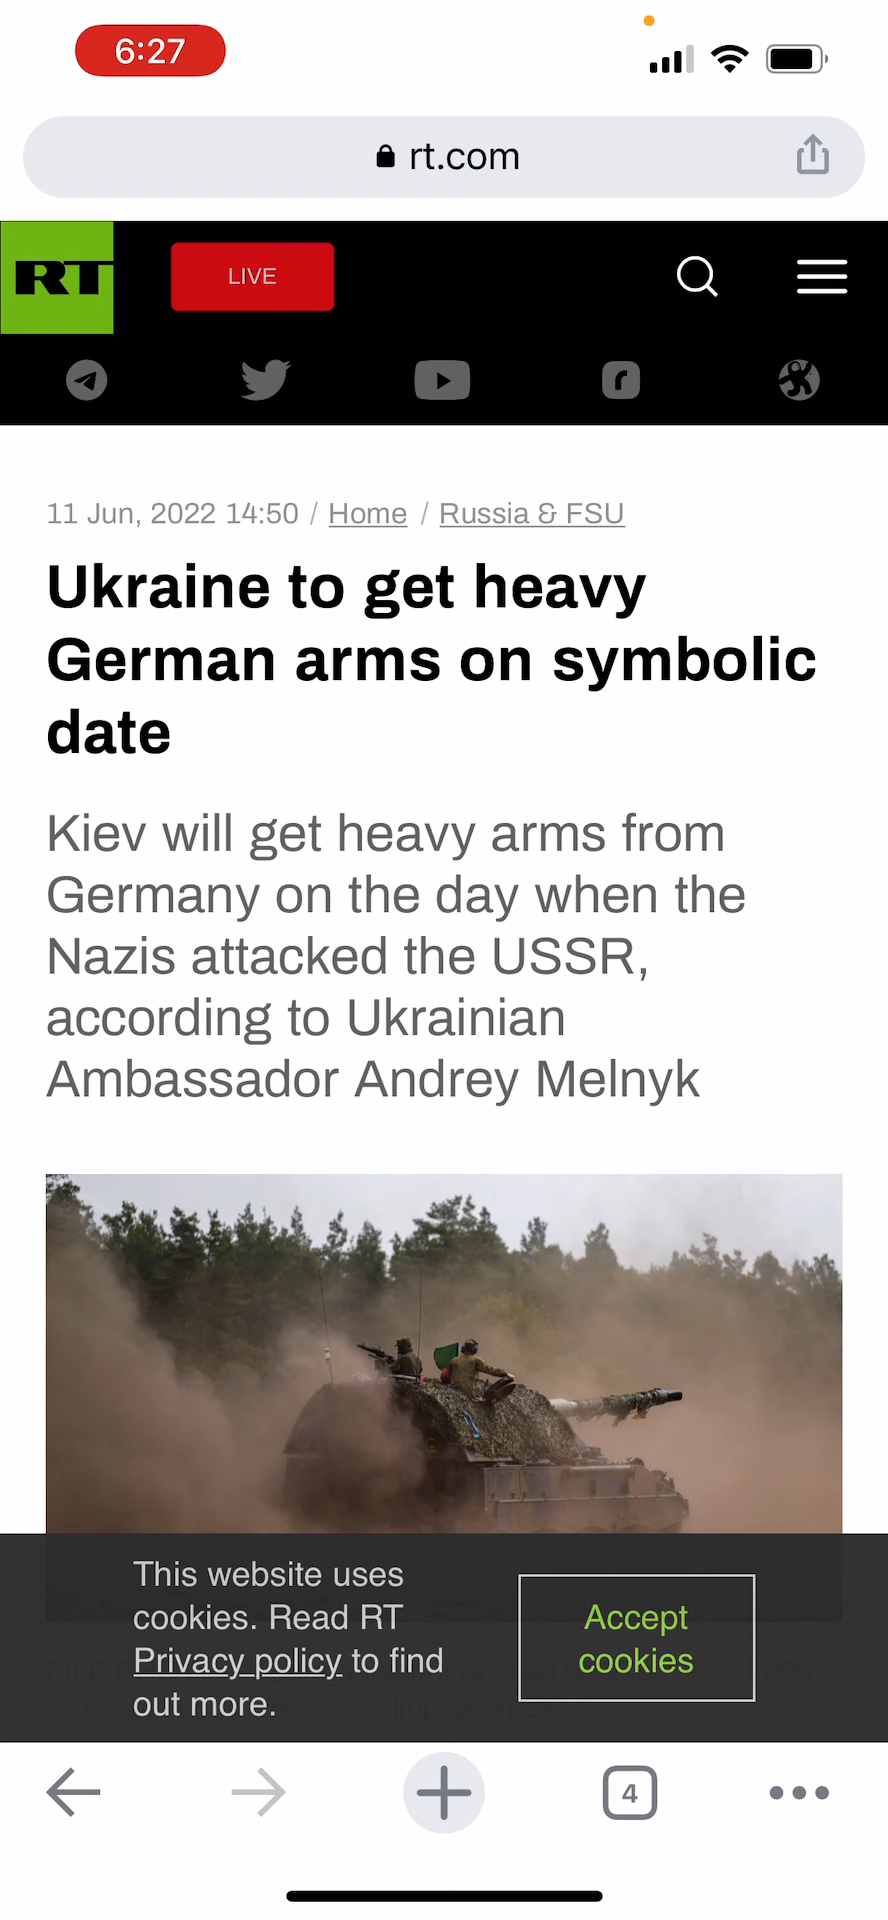 6:27
rt.com
RT
LIVE
11 Jun, 2022 14:50 / Home / Russia & FSU
Ukraine to get heavy
German arms on symbolic
date
Kiev will get heavy arms from
Germany on the day when the
Nazis attacked the USSR,
according to Ukrainian
Ambassador Andrey Melnyk
This website uses
cookies. Read RT
Privacy policy to find
out more.
Accept
cookies
4